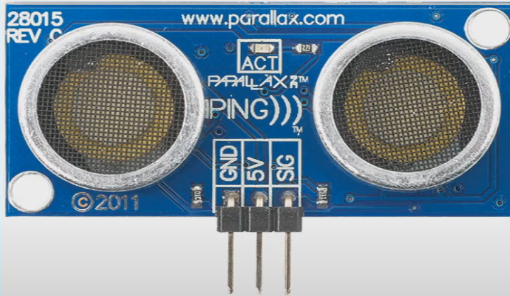 28015
REV C
www.parallax.com
ACT
PARALLAX
PING)))™
GND
5V
SIG
©2011